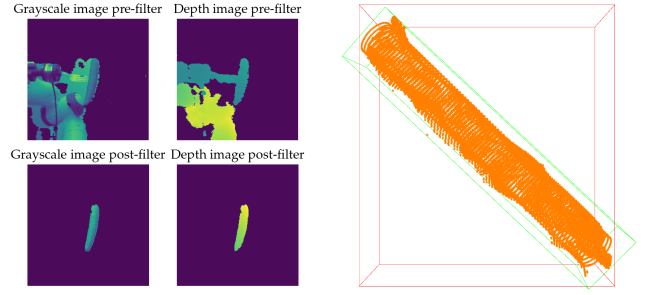 Grayscale image pre-filter
Depth image pre-filter
Grayscale image post-filter
Depth image post-filter